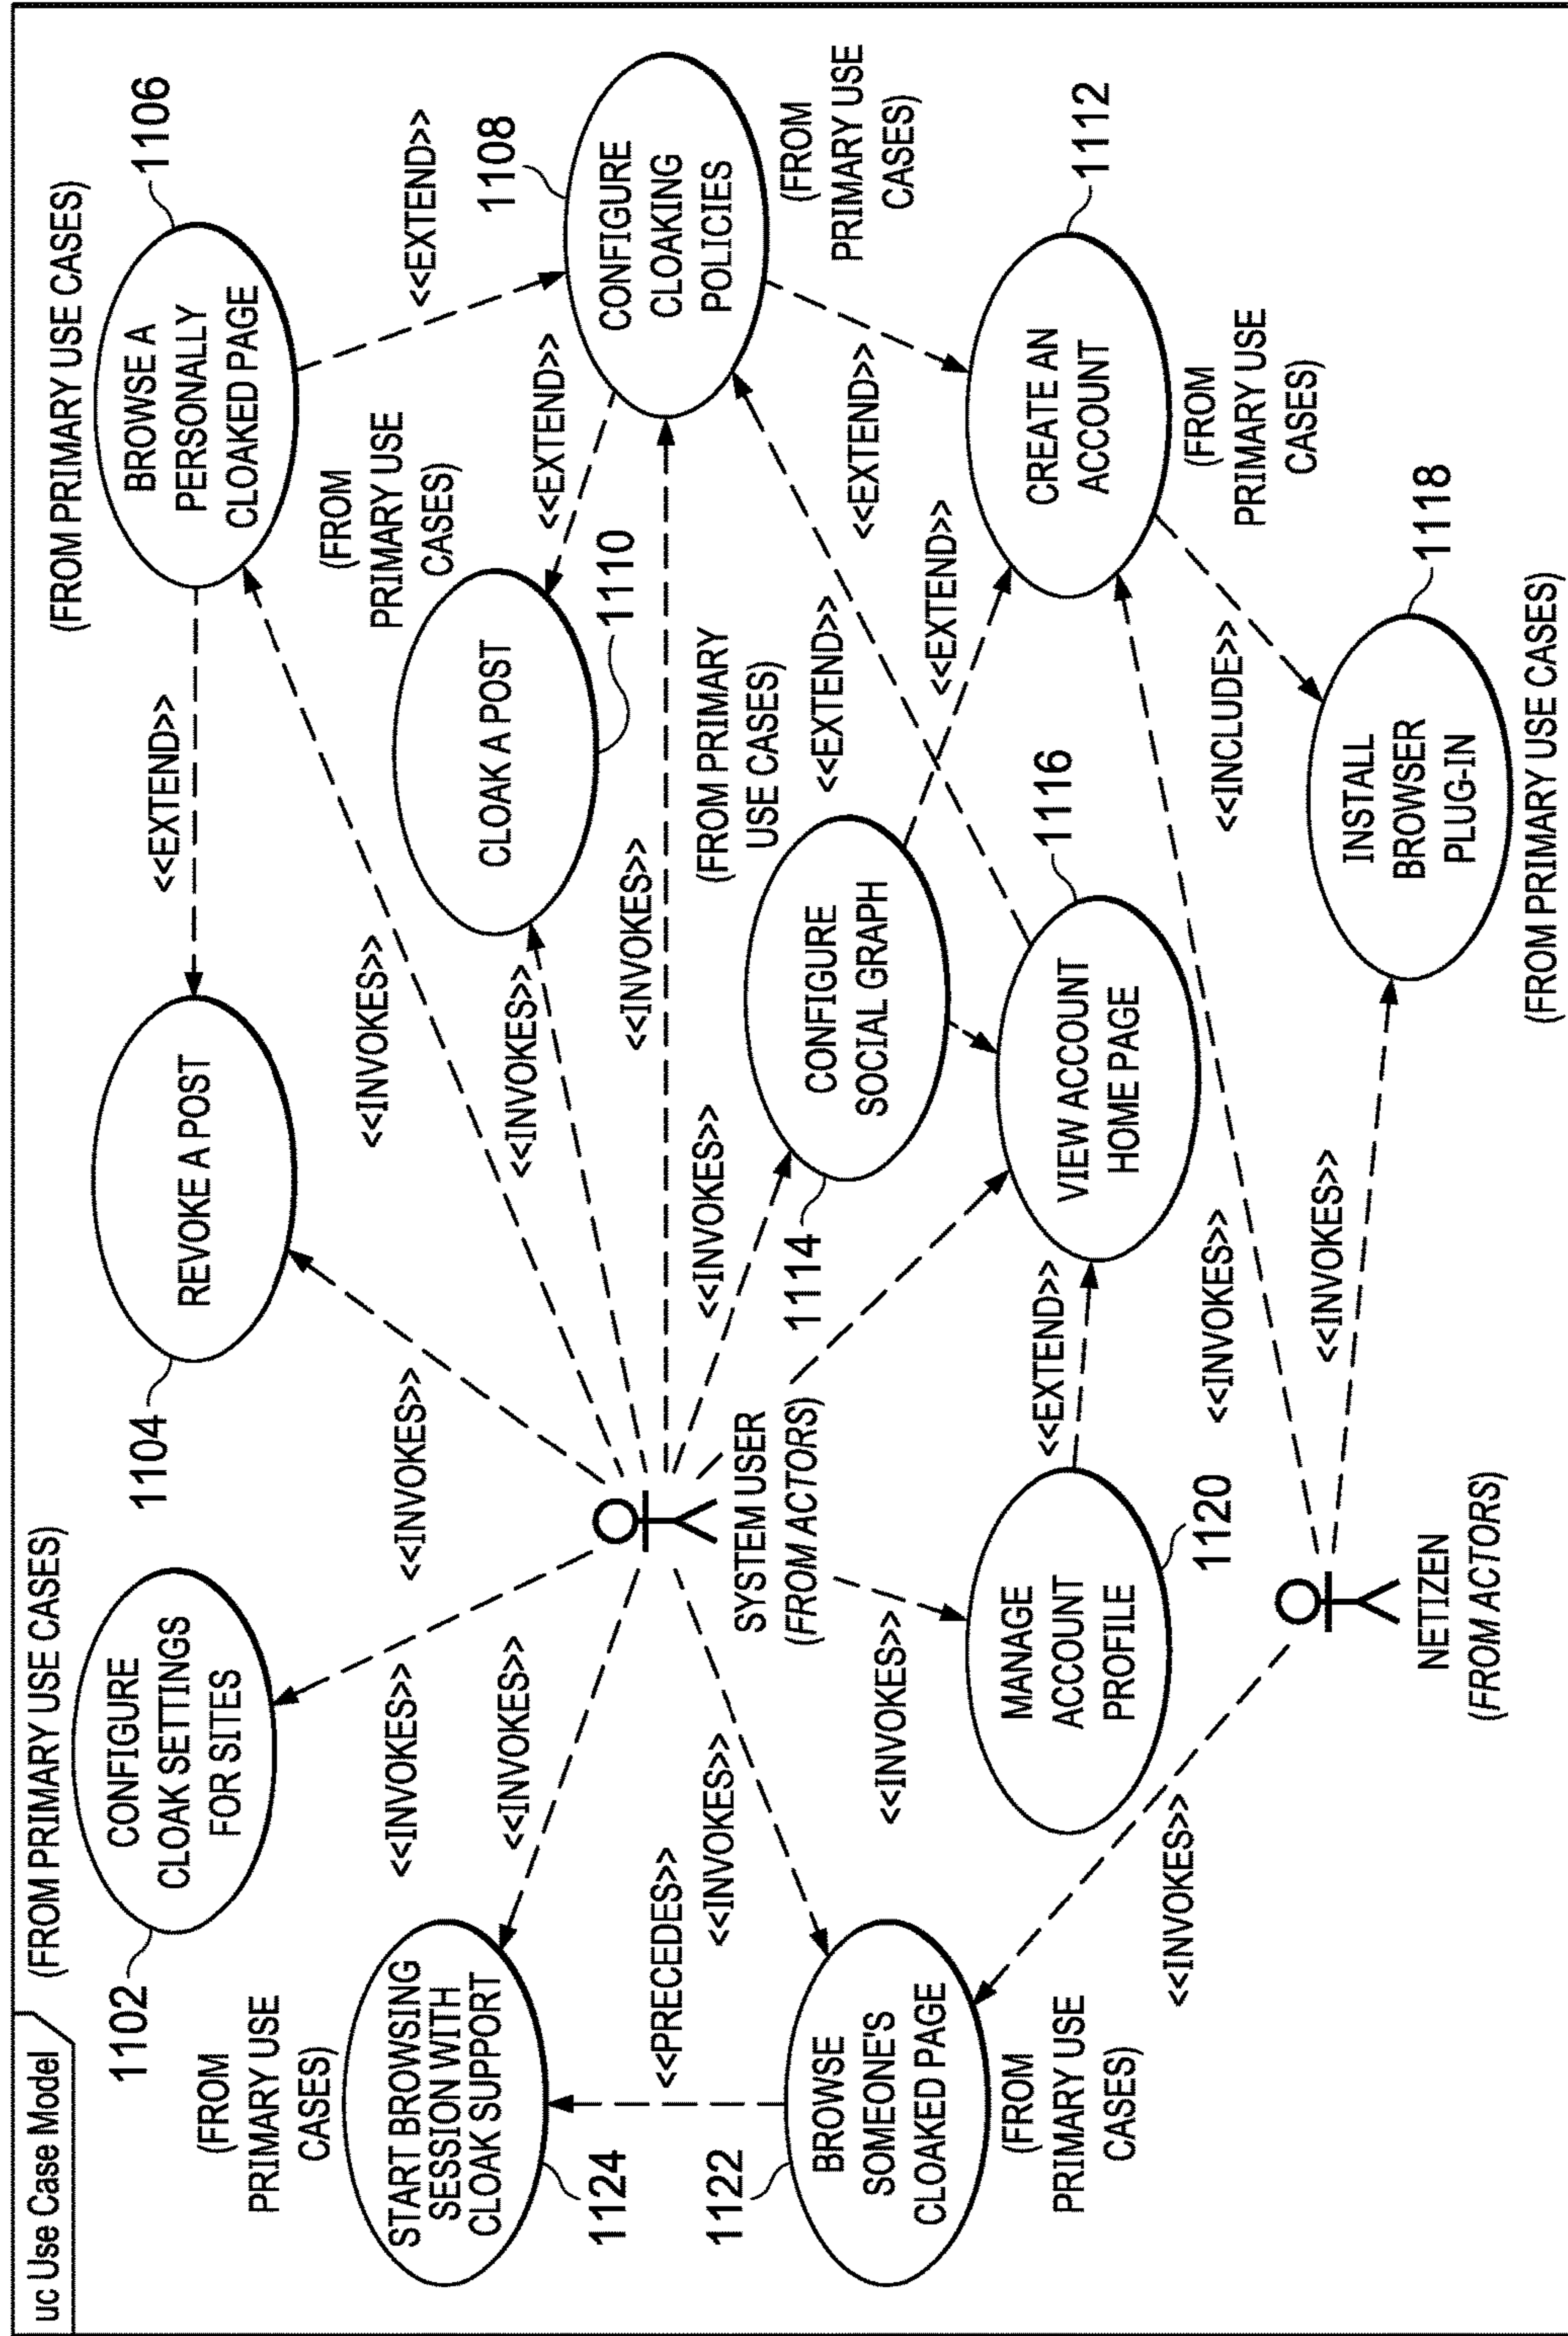 uc Use Case Model
(FROM PRIMARY USE CASES)
1102
CONFIGURE
CLOAK SETTINGS
FOR SITES
1104
REVOKE A POST
<<EXTEND>>
(FROM PRIMARY USE CASES)
BROWSE A
PERSONALLY
CLOAKED PAGE
1106
(FROM
PRIMARY USE
CASES)
START BROWSING
SESSION WITH
CLOAK SUPPORT
1124
<<INVOKES>>
<<INVOKES>>
<<INVOKES>>
<<INVOKES>>
<<INVOKES>>
(FROM
PRIMARY USE
CASES)
CLOAK A POST
1110
<<EXTEND>>
<<EXTEND>>
1108
CONFIGURE
CLOAKING
POLICIES
(FROM
PRIMARY USE
CASES)
<<PRECEDES>>
<<INVOKES>>
SYSTEM USER
(FROM ACTORS)
<<INVOKES>>
<<INVOKES>>
(FROM PRIMARY
USE CASES)
1114
CONFIGURE
SOCIAL GRAPH
<<EXTEND>>
<<EXTEND>>
<<EXTEND>>
1122
BROWSE
SOMEONE'S
CLOAKED PAGE
(FROM
PRIMARY USE
CASES)
<<INVOKES>>
MANAGE
ACCOUNT
PROFILE
1120
<<EXTEND>>
VIEW ACCOUNT
HOME PAGE
1116
CREATE AN
ACCOUNT
1112
(FROM
PRIMARY USE
CASES)
<<INVOKES>>
<<INVOKES>>
<<INVOKES>>
<<INCLUDE>>
NETIZEN
(FROM ACTORS)
INSTALL
BROWSER
PLUG-IN
1118
(FROM PRIMARY USE CASES)